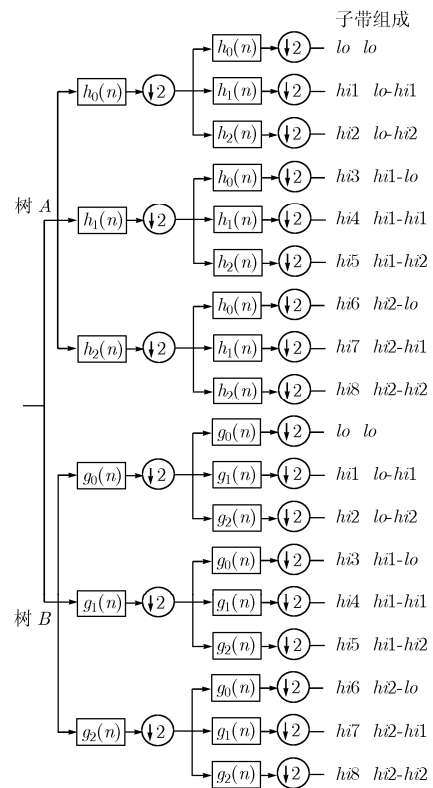 子带组成
h₀(n) ↓2 lo lo
h₀(n) ↓2 h₁(n) ↓2 hi1 lo-hi1
h₂(n) ↓2 hi2 lo-hi2
h₀(n) ↓2 hi3 hi1-lo
树 A
h₁(n) ↓2 h₁(n) ↓2 hi4 hi1-hi1
h₂(n) ↓2 hi5 hi1-hi2
h₀(n) ↓2 hi6 hi2-lo
h₂(n) ↓2 h₁(n) ↓2 hi7 hi2-hi1
h₂(n) ↓2 hi8 hi2-hi2
g₀(n) ↓2 lo lo
g₀(n) ↓2 g₁(n) ↓2 hi1 lo-hi1
g₂(n) ↓2 hi2 lo-hi2
g₀(n) ↓2 hi3 hi1-lo
g₁(n) ↓2 g₁(n) ↓2 hi4 hi1-hi1
树 B
g₂(n) ↓2 hi5 hi1-hi2
g₀(n) ↓2 hi6 hi2-lo
g₂(n) ↓2 g₁(n) ↓2 hi7 hi2-hi1
g₂(n) ↓2 hi8 hi2-hi2